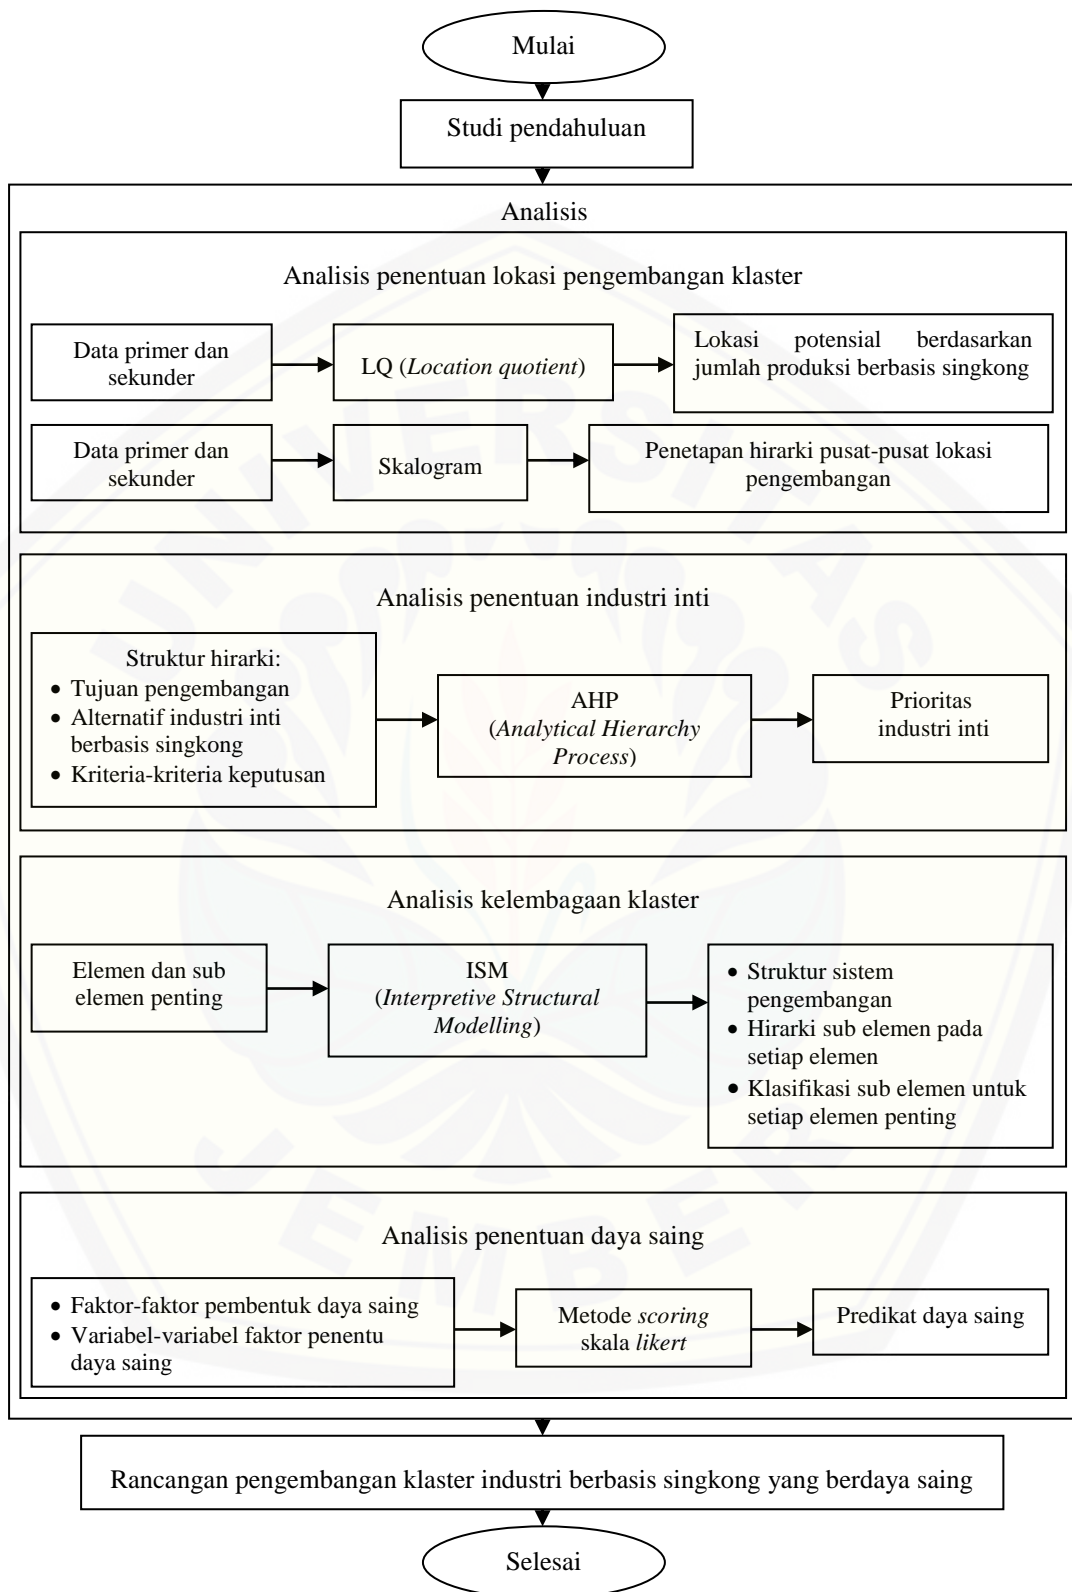 Mulai
Studi pendahuluan
Analisis
Analisis penentuan lokasi pengembangan klaster
Data primer dan
sekunder
LQ (Location quotient)
Lokasi potensial berdasarkan
jumlah produksi berbasis singkong
Data primer dan
sekunder
Skalogram
Penetapan hirarki pusat-pusat lokasi
pengembangan
Analisis penentuan industri inti
Struktur hirarki:
• Tujuan pengembangan
• Alternatif industri inti
berbasis singkong
• Kriteria-kriteria keputusan
AHP
(Analytical Hierarchy
Process)
Prioritas
industri inti
Analisis kelembagaan klaster
Elemen dan sub
elemen penting
ISM
(Interpretive Structural
Modelling)
• Struktur sistem
pengembangan
• Hirarki sub elemen pada
setiap elemen
• Klasifikasi sub elemen untuk
setiap elemen penting
Analisis penentuan daya saing
• Faktor-faktor pembentuk daya saing
• Variabel-variabel faktor penentu
daya saing
Metode scoring
skala likert
Predikat daya saing
Rancangan pengembangan klaster industri berbasis singkong yang berdaya saing
Selesai
UNIVERSITAS
JEMBER